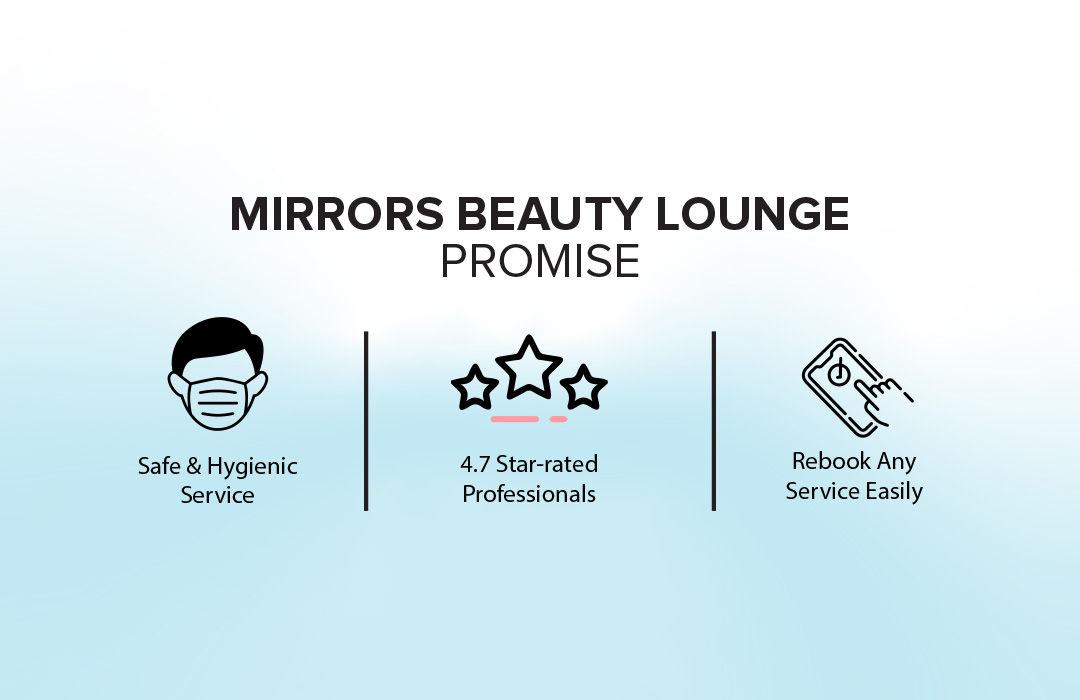 MIRRORS BEAUTY LOUNGE
PROMISE
Safe & Hygienic
Service
4.7 Star-rated
Professionals
Rebook Any
Service Easily